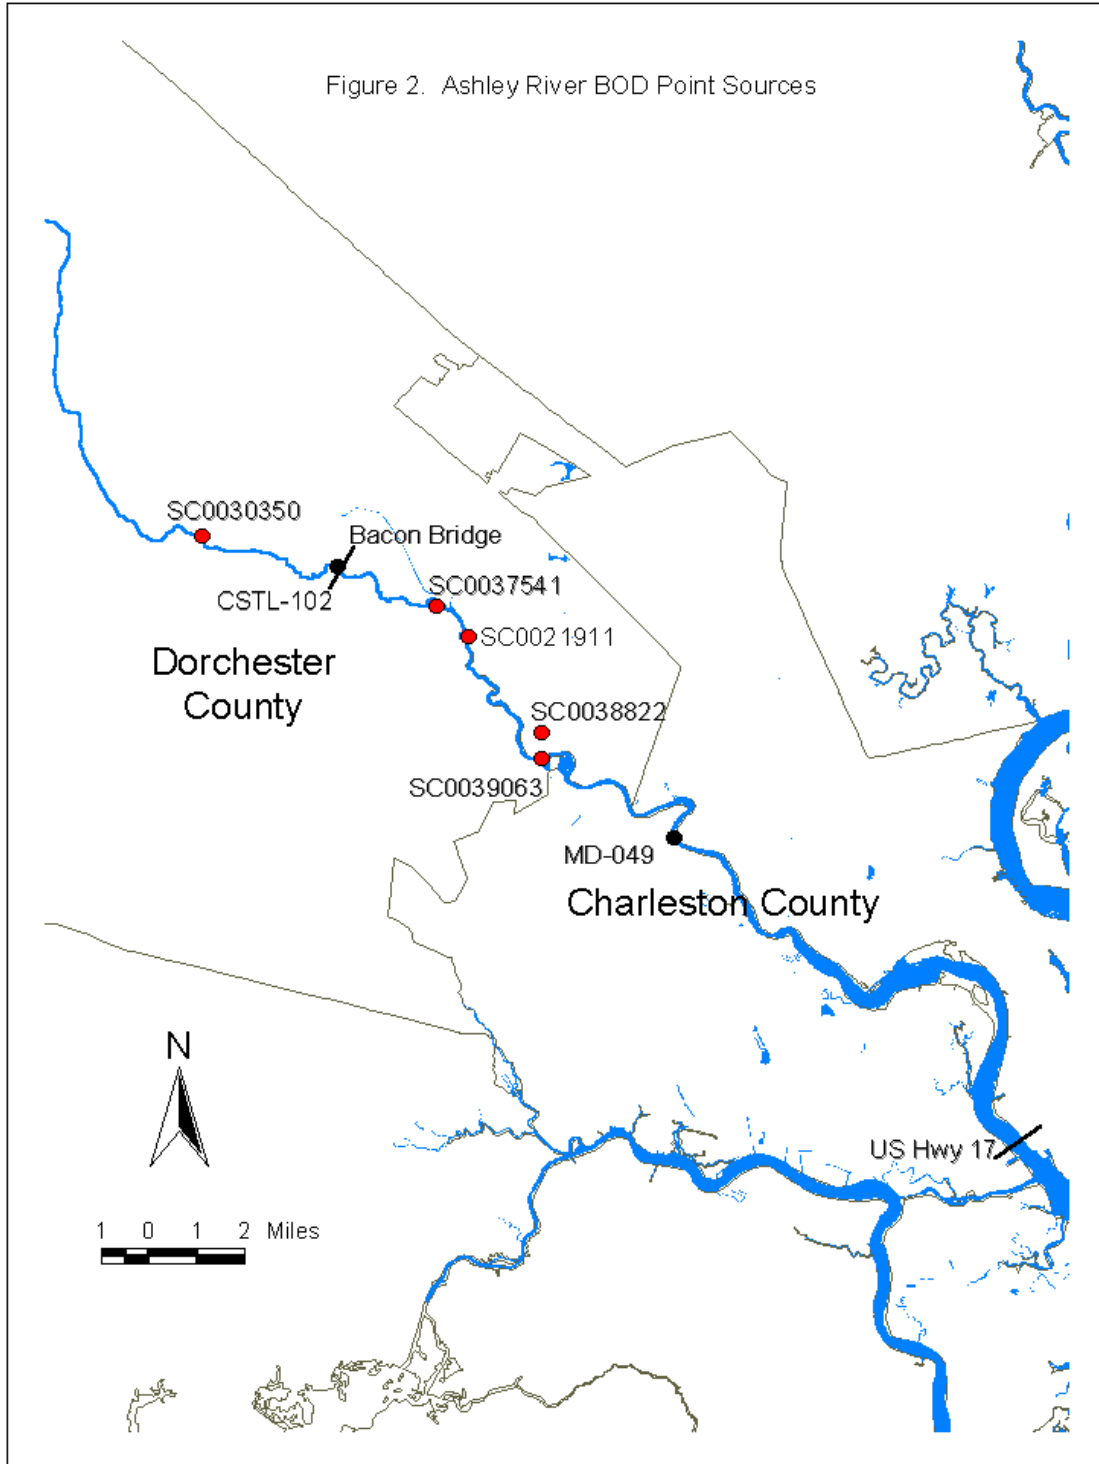 Figure 2. Ashley River BOD Point Sources
SC0030350
Bacon Bridge
CSTL-102
SC0037541
SC0021911
Dorchester
County
SC0038822
SC0039063
MD-049
Charleston County
N
US Hwy 17
1 0 1 2 Miles